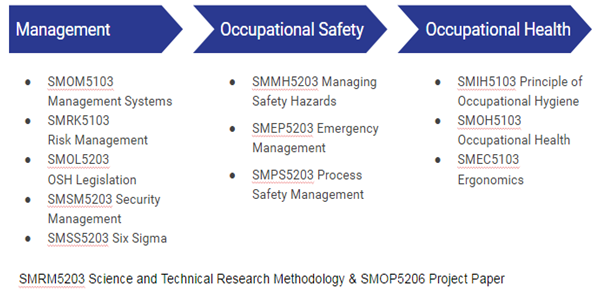 Management
Occupational Safety
Occupational Health
SMOM5103
Management Systems
SMRK5103
Risk Management
SMOL5203
OSH Legislation
SMSM5203 Security
Management
SMSS5203 Six Sigma
SMMH5203 Managing
Safety Hazards
SMEP5203 Emergency
Management
SMPS5203 Process
Safety Management
SMIH5103 Principle of
Occupational Hygiene
SMOH5103
Occupational Health
SMEC5103
Ergonomics
SMRM5203 Science and Technical Research Methodology & SMOP5206 Project Paper